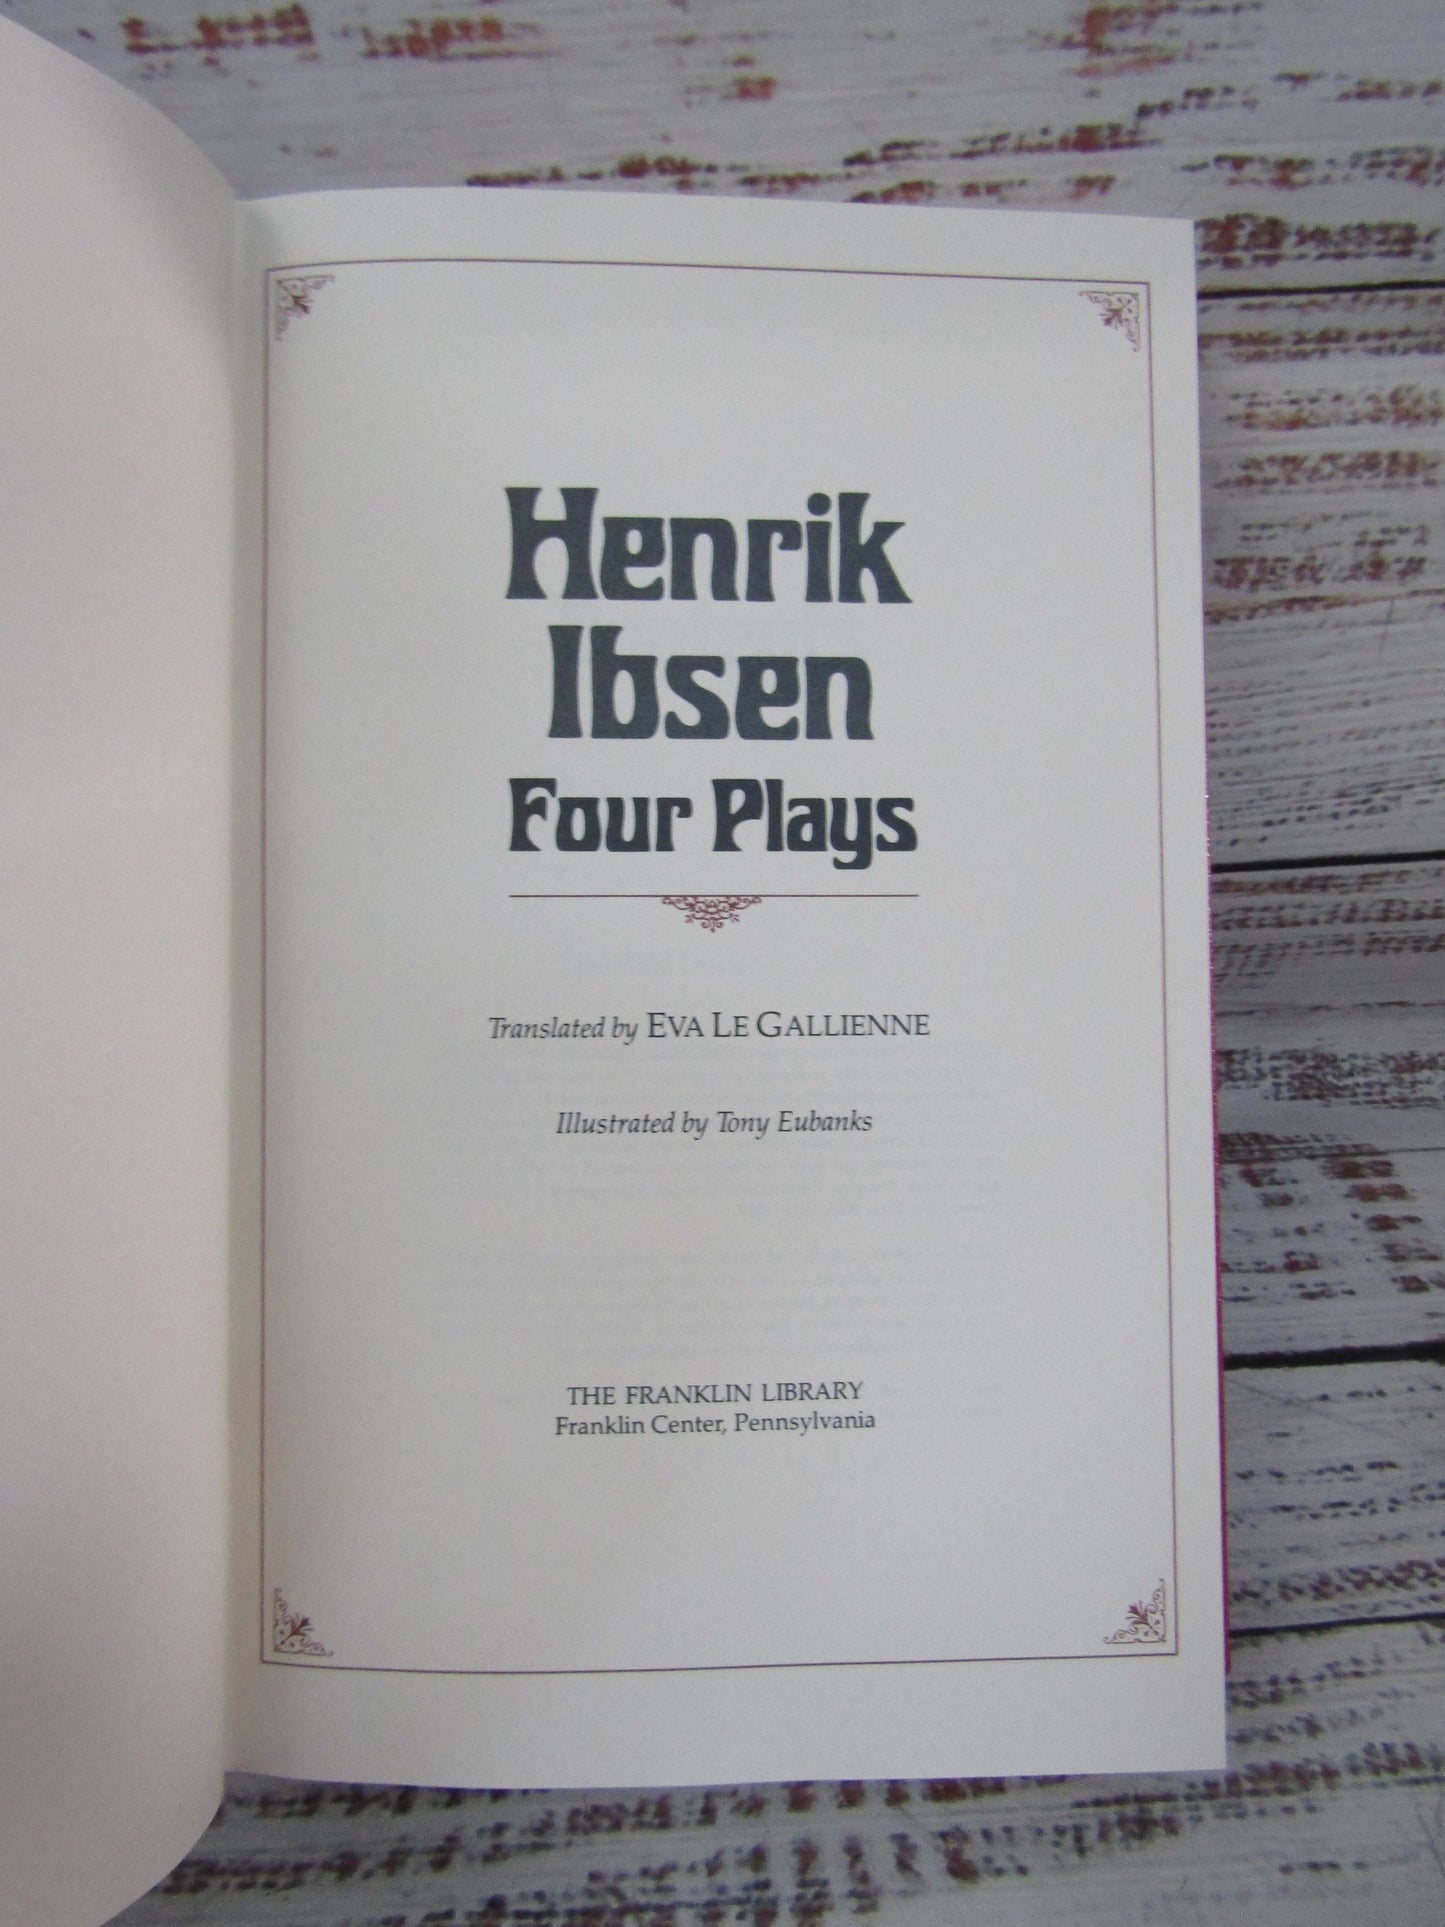 Henrik
Ibsen
Four Plays
Translated by EVA LE GALLIENNE
Illustrated by Tony Eubanks
THE FRANKLIN LIBRARY
Franklin Center, Pennsylvania